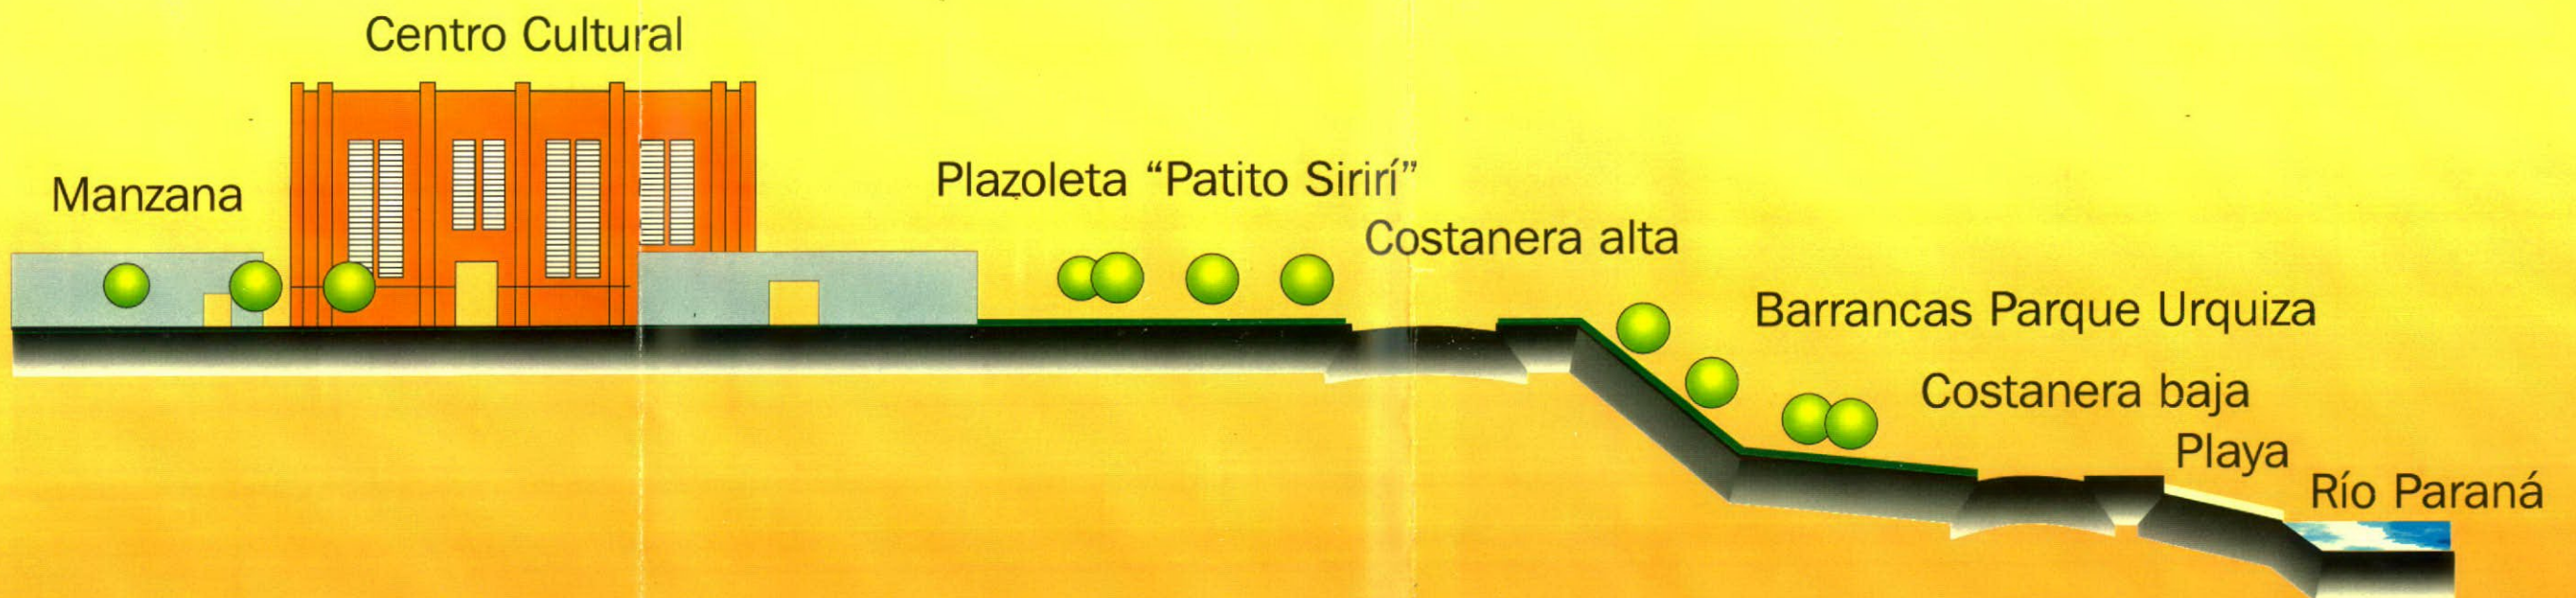 Centro Cultural
Manzana
Plazoleta “Patito Sirirí”
Costanera alta
Barrancas Parque Urquiza
Costanera baja
Playa
Río Paraná